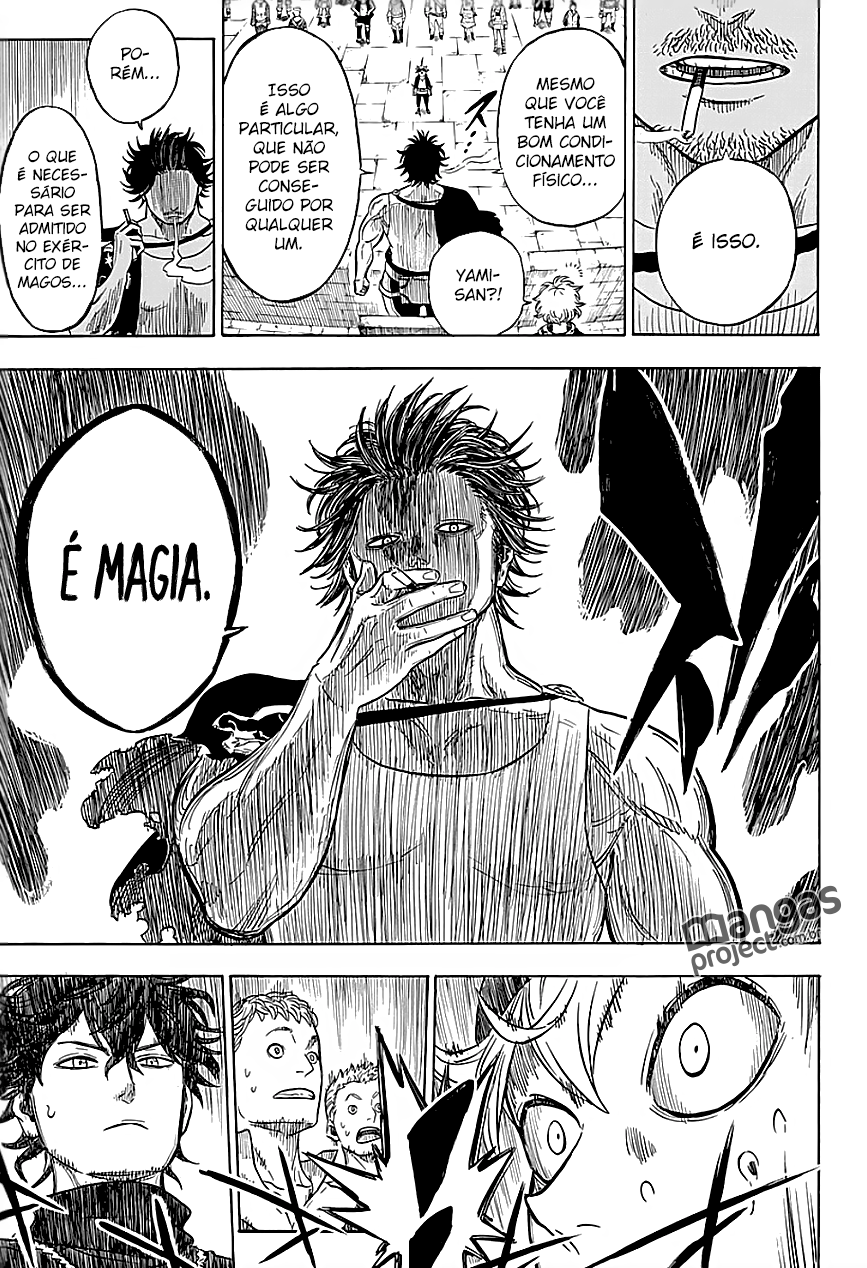 É ISSO.
MESMO
QUE VOCÊ
TENHA UM
BOM CONDI-
CIONAMENTO
FÍSICO...
YAMI-
SAN?!
ISSO
É ALGO
PARTICULAR,
QUE NÃO
PODE SER
CONSE-
GUIDO POR
QUALQUER
UM.
PO-
RÉM...
O QUE
É NECES-
SÁRIO
PARA SER
ADMITIDO
NO EXÉR-
CITO DE
MAGOS...
É MAGIA.
mangas
project.com.br